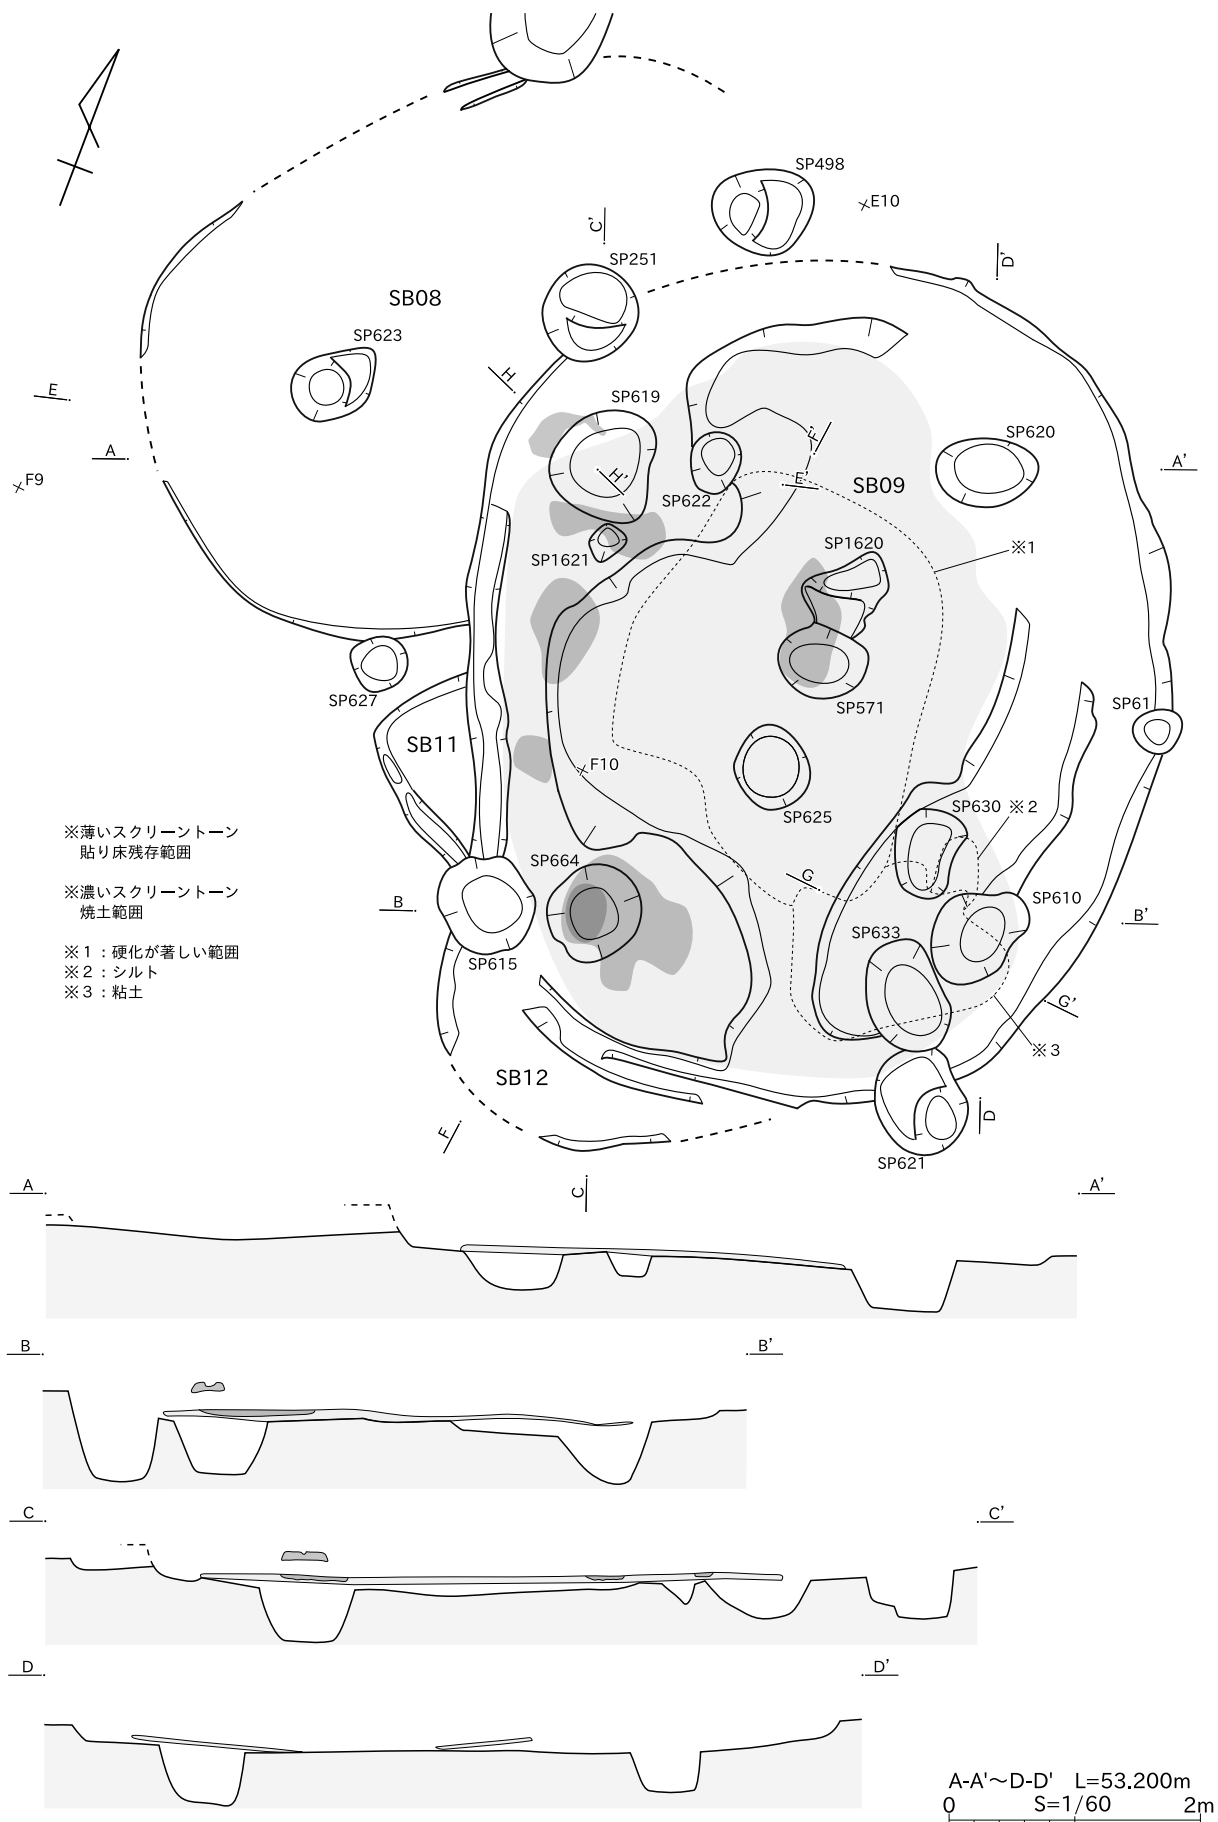 SP498
E10
C'
SP251
D'
SB08
SP623
H
E
SP619
SP620
A
F'
A'
F9
H'
E'
SB09
SP622
SP1620
※1
SP1621
SP61
SP627
SP571
SB11
F10
SP630 ※2
SP625
※薄いスクリーントーン
貼り床残存範囲
SP664
G
※濃いスクリーントーン
焼土範囲
B
SP610
B'
SP633
※1：硬化が著しい範囲
※2：シルト
※3：粘土
SP615
G'
※3
SB12
D
F
SP621
C
A
A'
B
B'
C
C'
D
D'
A-A'～D-D' L=53.200m
0 S=1/60 2m